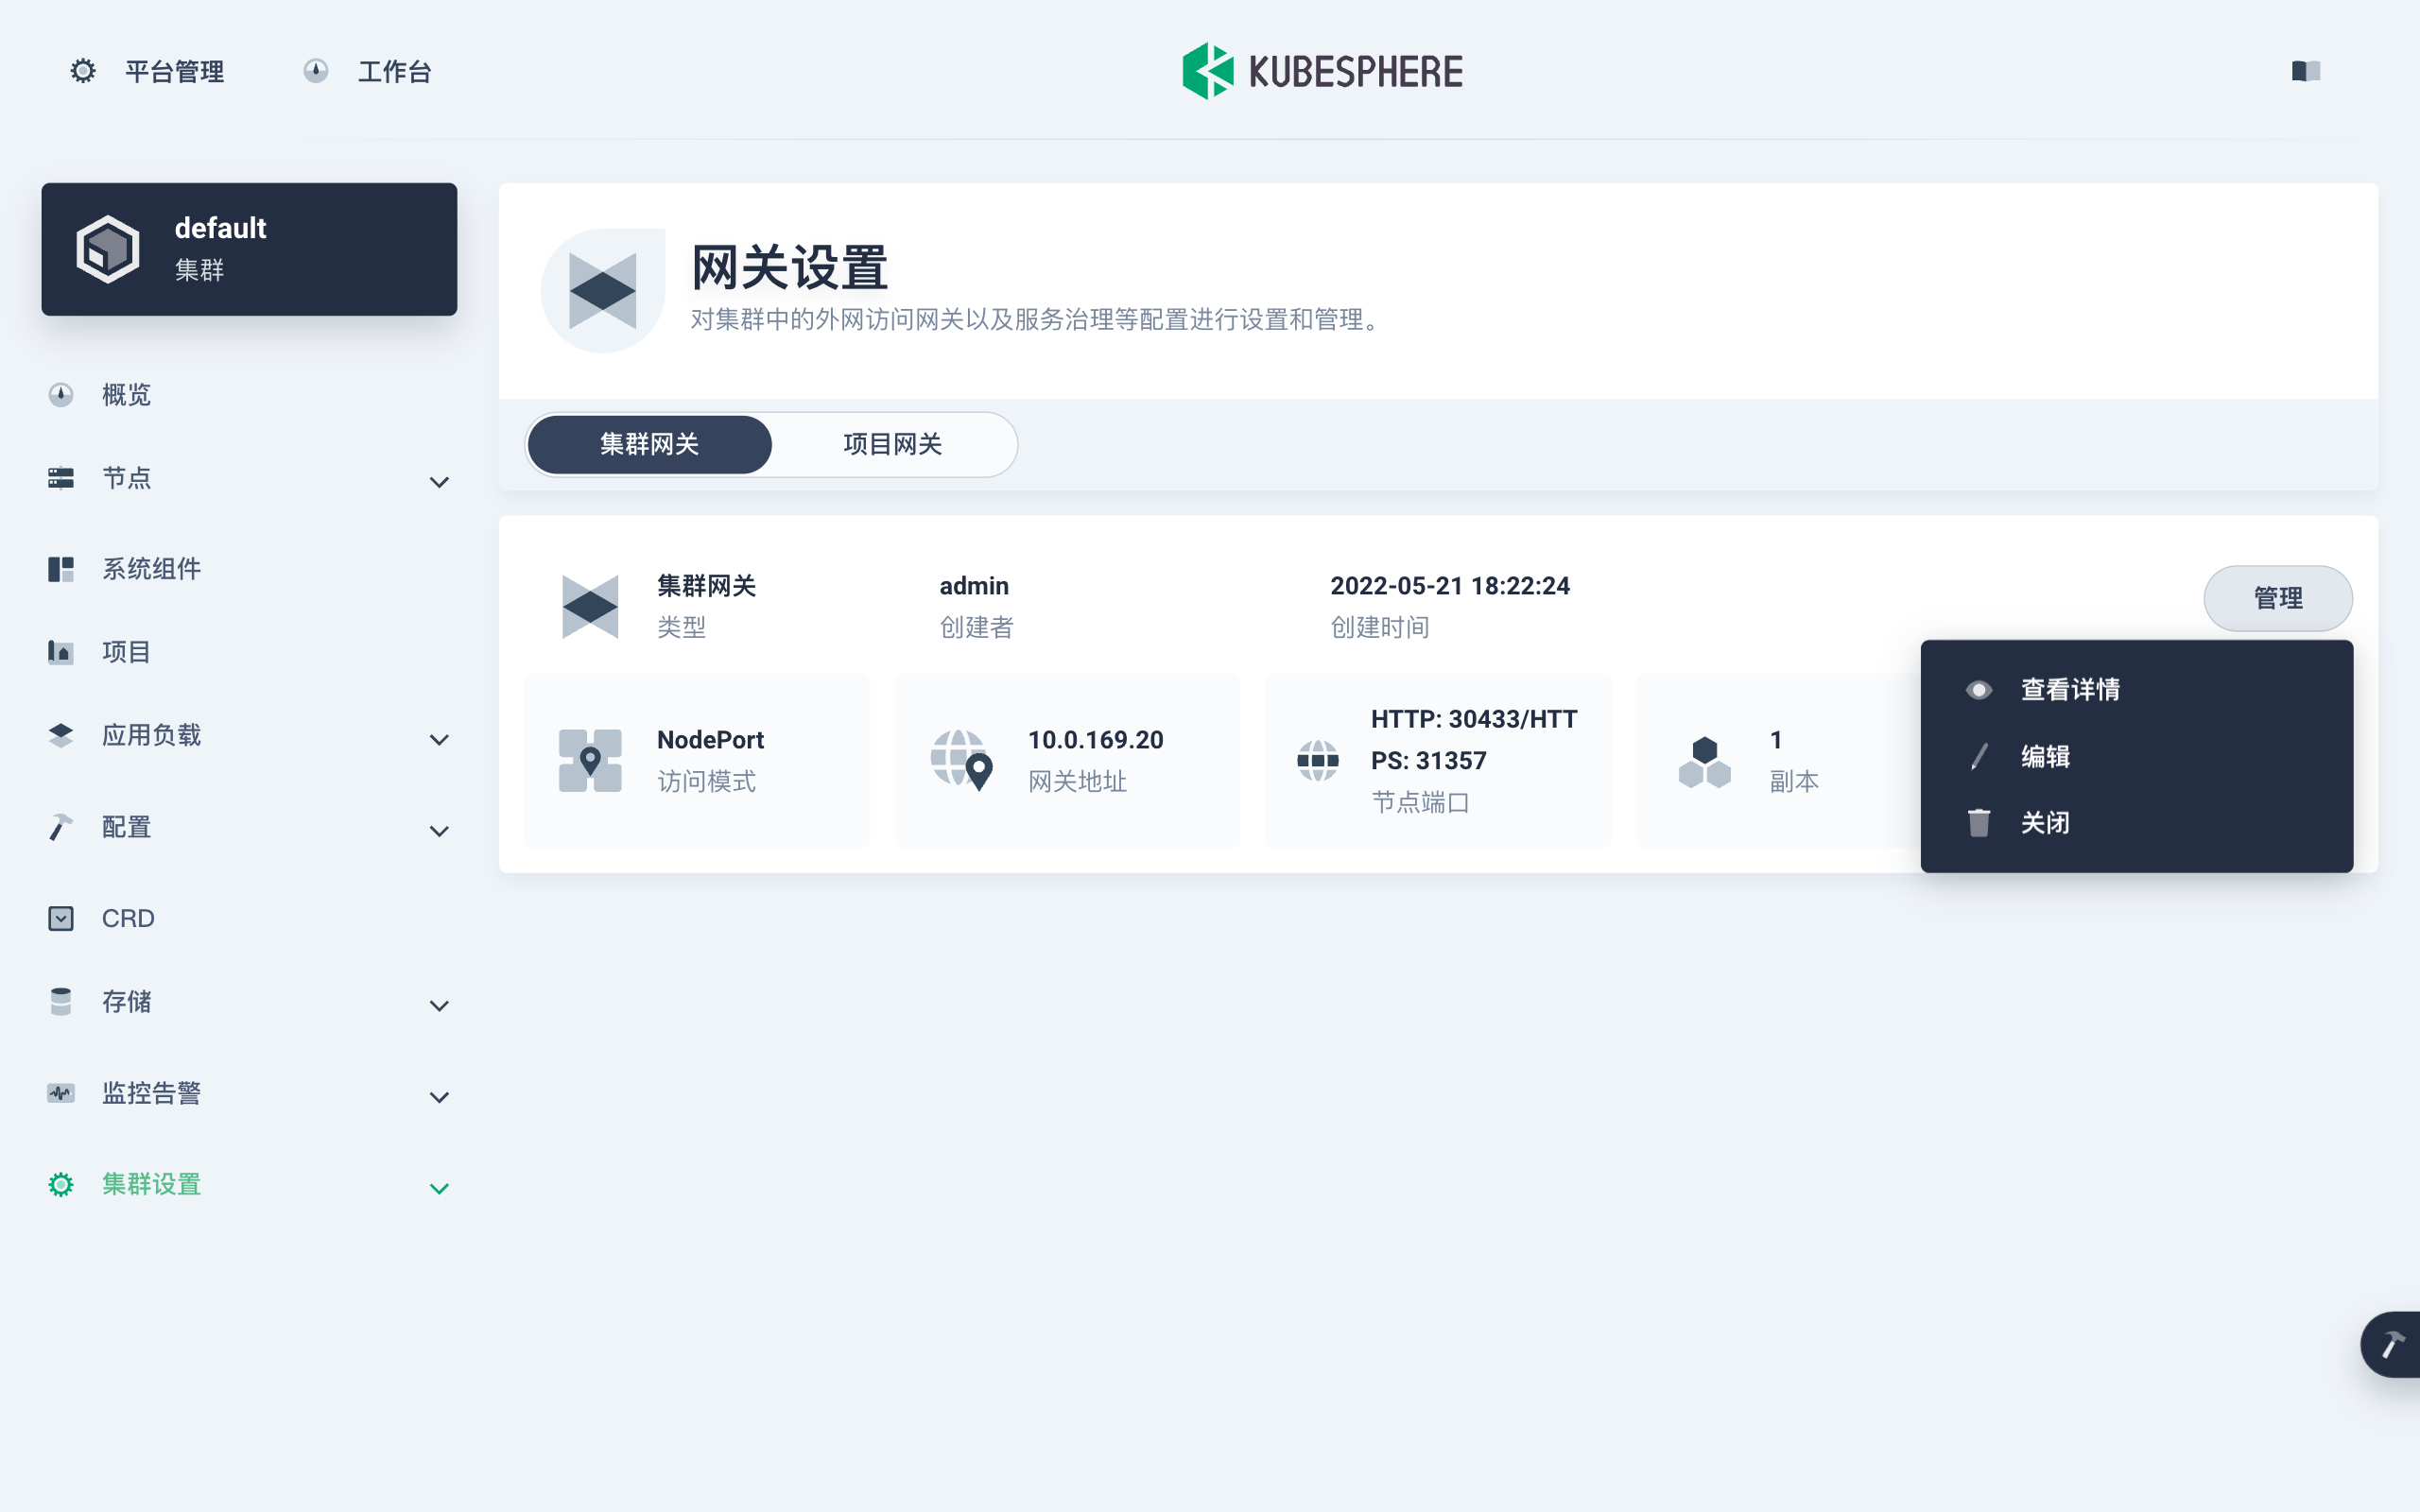 平台管理
工作台
KUBESPHERE
default
集群
概览
节点
系统组件
项目
应用负载
配置
CRD
存储
监控告警
集群设置
网关设置
对集群中的外网访问网关以及服务治理等配置进行设置和管理。
集群网关
项目网关
集群网关
类型
admin
创建者
2022-05-21 18:22:24
创建时间
管理
NodePort
访问模式
10.0.169.20
网关地址
HTTP: 30433/HTT
PS: 31357
节点端口
1
副本
查看详情
编辑
关闭